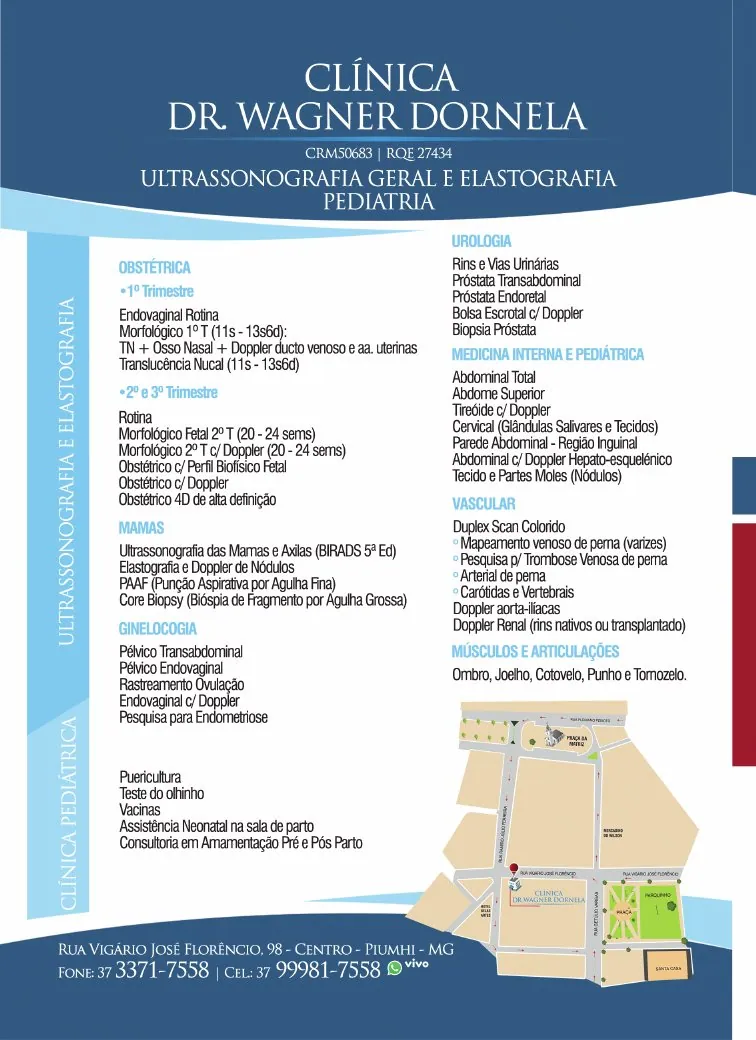 CLÍNICA
DR. WAGNER DORNELA
CRM50683 | RQE 27434
ULTRASSONOGRAFIA GERAL E ELASTOGRAFIA
PEDIATRIA
ULTRASSONOGRAFIA E ELASTOGRAFIA
OBSTÉTRICA
•1º Trimestre
Endovaginal Rotina
Morfológico 1º T (11s - 13s6d):
TN + Osso Nasal + Doppler ducto venoso e aa. uterinas
Translucência Nucal (11s - 13s6d)
•2º e 3º Trimestre
Rotina
Morfológico Fetal 2º T (20 - 24 sems)
Morfológico 2º T c/ Doppler (20 - 24 sems)
Obstétrico c/ Perfil Biofísico Fetal
Obstétrico c/ Doppler
Obstétrico 4D de alta definição
MAMAS
Ultrassonografia das Mamas e Axilas (BIRADS 5ª Ed)
Elastografia e Doppler de Nódulos
PAAF (Punção Aspirativa por Agulha Fina)
Core Biopsy (Bióspia de Fragmento por Agulha Grossa)
GINELOCOGIA
Pélvico Transabdominal
Pélvico Endovaginal
Rastreamento Ovulação
Endovaginal c/ Doppler
Pesquisa para Endometriose
CLÍNICA PEDIÁTRICA
Puericultura
Teste do olhinho
Vacinas
Assistência Neonatal na sala de parto
Consultoria em Amamentação Pré e Pós Parto
UROLOGIA
Rins e Vias Urinárias
Próstata Transabdominal
Próstata Endoretal
Bolsa Escrotal c/ Doppler
Biopsia Próstata
MEDICINA INTERNA E PEDIÁTRICA
Abdominal Total
Abdome Superior
Tireóide c/ Doppler
Cervical (Glândulas Salivares e Tecidos)
Parede Abdominal - Região Inguinal
Abdominal c/ Doppler Hepato-esquelénico
Tecido e Partes Moles (Nódulos)
VASCULAR
Duplex Scan Colorido
º Mapeamento venoso de perna (varizes)
º Pesquisa p/ Trombose Venosa de perna
º Arterial de perna
º Carótidas e Vertebrais
Doppler aorta-ilíacas
Doppler Renal (rins nativos ou transplantado)
MÚSCULOS E ARTICULAÇÕES
Ombro, Joelho, Cotovelo, Punho e Tornozelo.
PRAÇA DA
MATRIZ
RUA VIGÁRIO JOSÉ FLORÊNCIO
RUA VIGÁRIO JOSÉ FLORÊNCIO
CLÍNICA
DR. WAGNER DORNELA
RUA GETÚLIO VARGAS
PARQUINHO
PRAÇA
SANTA CASA
RUA VIGÁRIO JOSÉ FLORÊNCIO, 98 - CENTRO - PIUMHI - MG
FONE: 37 3371-7558 | CEL: 37 99981-7558 vivo